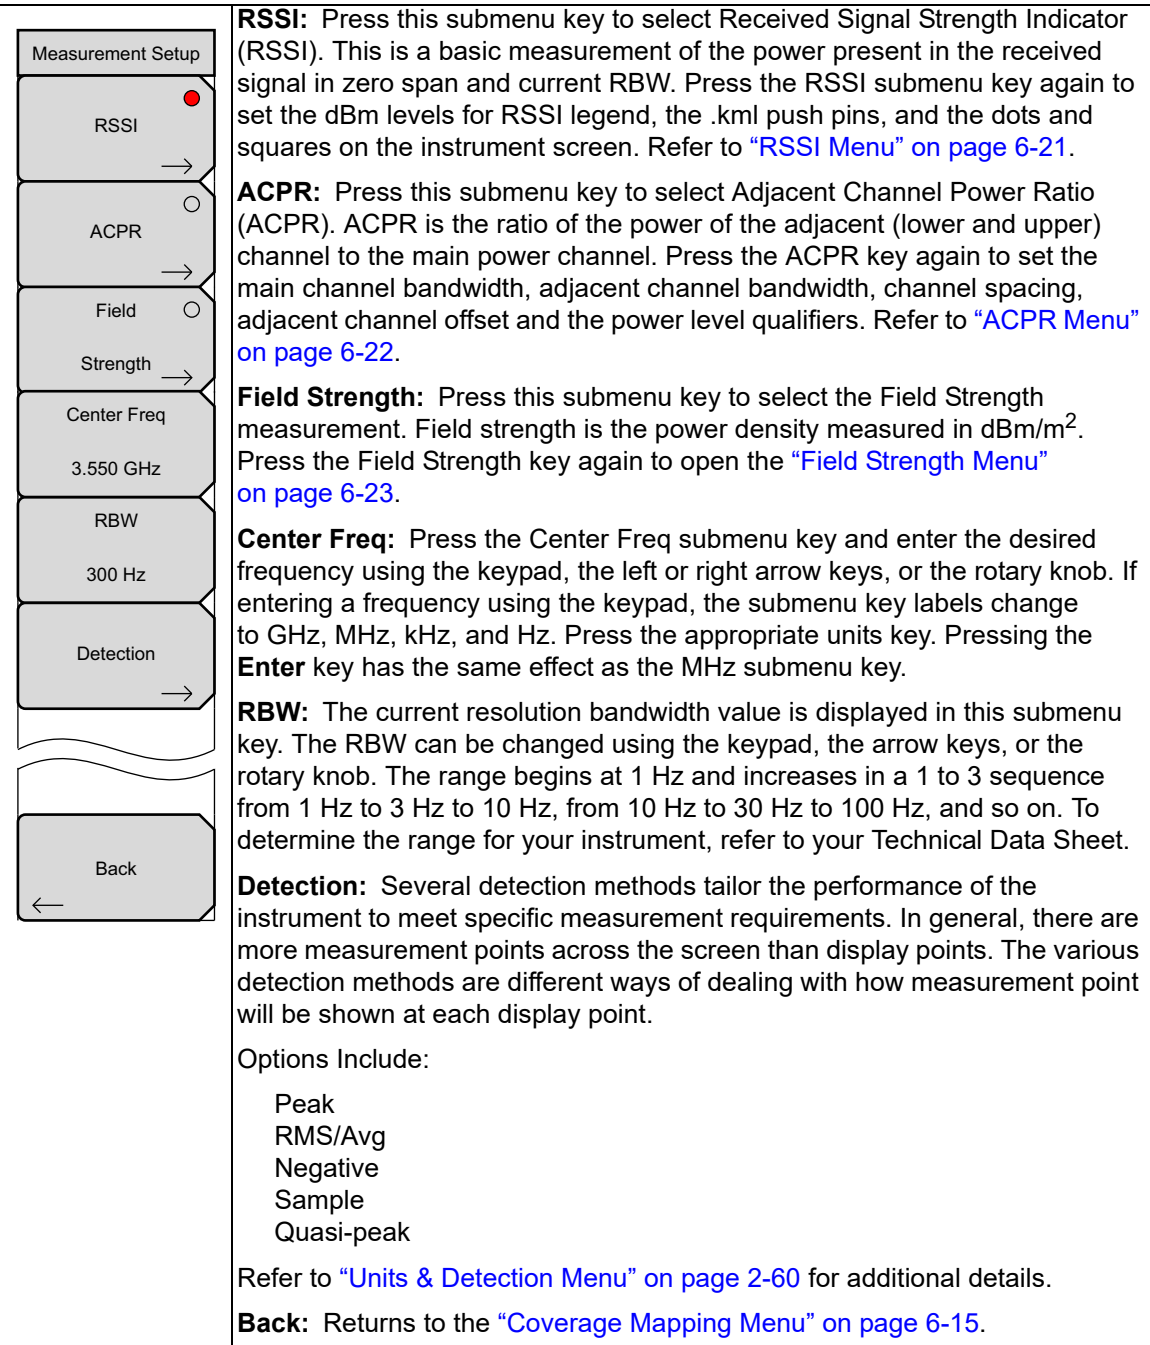 Measurement Setup
RSSI
ACPR
Field
Strength
Center Freq
3.550 GHz
RBW
300 Hz
Detection
Back
RSSI: Press this submenu key to select Received Signal Strength Indicator
(RSSI). This is a basic measurement of the power present in the received
signal in zero span and current RBW. Press the RSSI submenu key again to
set the dBm levels for RSSI legend, the .kml push pins, and the dots and
squares on the instrument screen. Refer to “RSSI Menu” on page 6-21.
ACPR: Press this submenu key to select Adjacent Channel Power Ratio
(ACPR). ACPR is the ratio of the power of the adjacent (lower and upper)
channel to the main power channel. Press the ACPR key again to set the
main channel bandwidth, adjacent channel bandwidth, channel spacing,
adjacent channel offset and the power level qualifiers. Refer to “ACPR Menu”
on page 6-22.
Field Strength: Press this submenu key to select the Field Strength
measurement. Field strength is the power density measured in dBm/m².
Press the Field Strength key again to open the “Field Strength Menu”
on page 6-23.
Center Freq: Press the Center Freq submenu key and enter the desired
frequency using the keypad, the left or right arrow keys, or the rotary knob. If
entering a frequency using the keypad, the submenu key labels change
to GHz, MHz, kHz, and Hz. Press the appropriate units key. Pressing the
Enter key has the same effect as the MHz submenu key.
RBW: The current resolution bandwidth value is displayed in this submenu
key. The RBW can be changed using the keypad, the arrow keys, or the
rotary knob. The range begins at 1 Hz and increases in a 1 to 3 sequence
from 1 Hz to 3 Hz to 10 Hz, from 10 Hz to 30 Hz to 100 Hz, and so on. To
determine the range for your instrument, refer to your Technical Data Sheet.
Detection: Several detection methods tailor the performance of the
instrument to meet specific measurement requirements. In general, there are
more measurement points across the screen than display points. The various
detection methods are different ways of dealing with how measurement point
will be shown at each display point.
Options Include:
Peak
RMS/Avg
Negative
Sample
Quasi-peak
Refer to “Units & Detection Menu” on page 2-60 for additional details.
Back: Returns to the “Coverage Mapping Menu” on page 6-15.